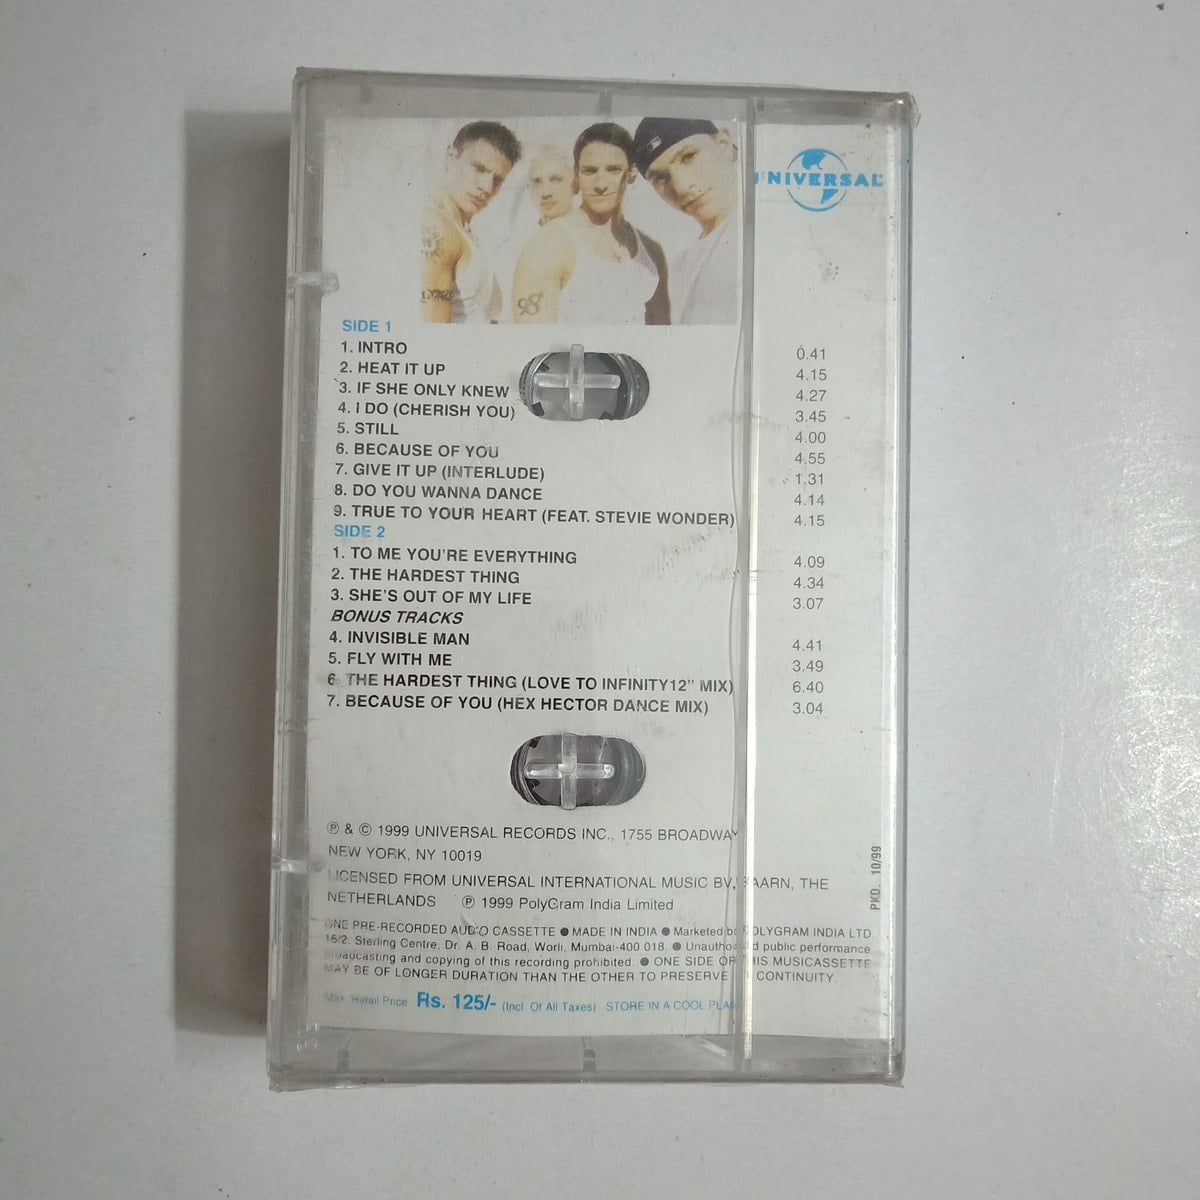 UNIVERSAL
98°
SIDE 1
1. INTRO 0.41
2. HEAT IT UP 4.15
3. IF SHE ONLY KNEW 4.27
4. I DO (CHERISH YOU) 3.45
5. STILL 4.00
6. BECAUSE OF YOU 4.55
7. GIVE IT UP (INTERLUDE) 1.31
8. DO YOU WANNA DANCE 4.14
9. TRUE TO YOUR HEART (FEAT. STEVIE WONDER) 4.15
SIDE 2
1. TO ME YOU'RE EVERYTHING 4.09
2. THE HARDEST THING 4.34
3. SHE'S OUT OF MY LIFE 3.07
BONUS TRACKS
4. INVISIBLE MAN 4.41
5. FLY WITH ME 3.49
6. THE HARDEST THING (LOVE TO INFINITY12" MIX) 6.40
7. BECAUSE OF YOU (HEX HECTOR DANCE MIX) 3.04
℗ & © 1999 UNIVERSAL RECORDS INC., 1755 BROADWAY
NEW YORK, NY 10019
LICENSED FROM UNIVERSAL INTERNATIONAL MUSIC BV, BAARN, THE
NETHERLANDS ℗ 1999 PolyGram India Limited
ONE PRE-RECORDED AUDIO CASSETTE ● MADE IN INDIA ● Marketed by POLYGRAM INDIA LTD.
16/2, Sterling Centre, Dr. A. B. Road, Worli, Mumbai-400 018. ● Unauthorised public performance
broadcasting and copying of this recording prohibited. ● ONE SIDE OF THIS MUSICASSETTE
MAY BE OF LONGER DURATION THAN THE OTHER TO PRESERVE CONTINUITY.
Max. Retail Price Rs. 125/- (Incl. Of All Taxes) STORE IN A COOL PLACE
PKD. 10/99